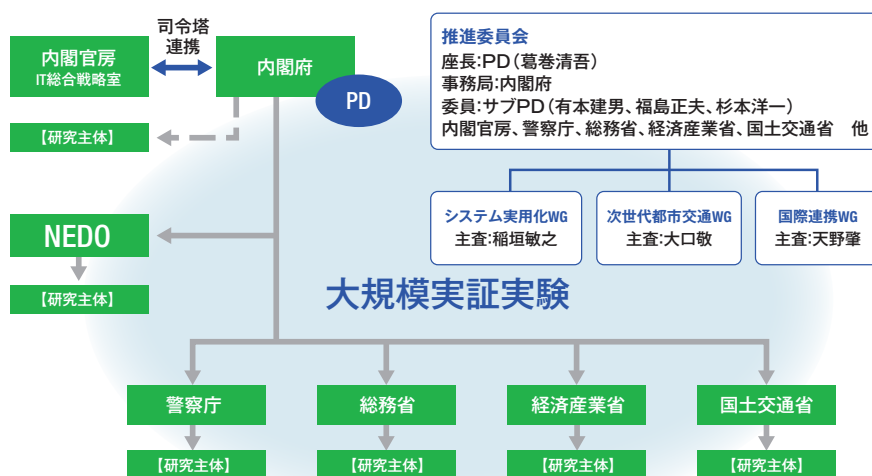 司令塔
連携
内閣官房
IT総合戦略室
内閣府
PD
【研究主体】
推進委員会
座長:PD(葛巻清吾)
事務局:内閣府
委員:サブPD(有本建男、福島正夫、杉本洋一)
内閣官房、警察庁、総務省、経済産業省、国土交通省 他
システム実用化WG
主査:稲垣敏之
次世代都市交通WG
主査:大口敬
国際連携WG
主査:天野肇
NEDO
【研究主体】
大規模実証実験
警察庁
総務省
経済産業省
国土交通省
【研究主体】
【研究主体】
【研究主体】
【研究主体】